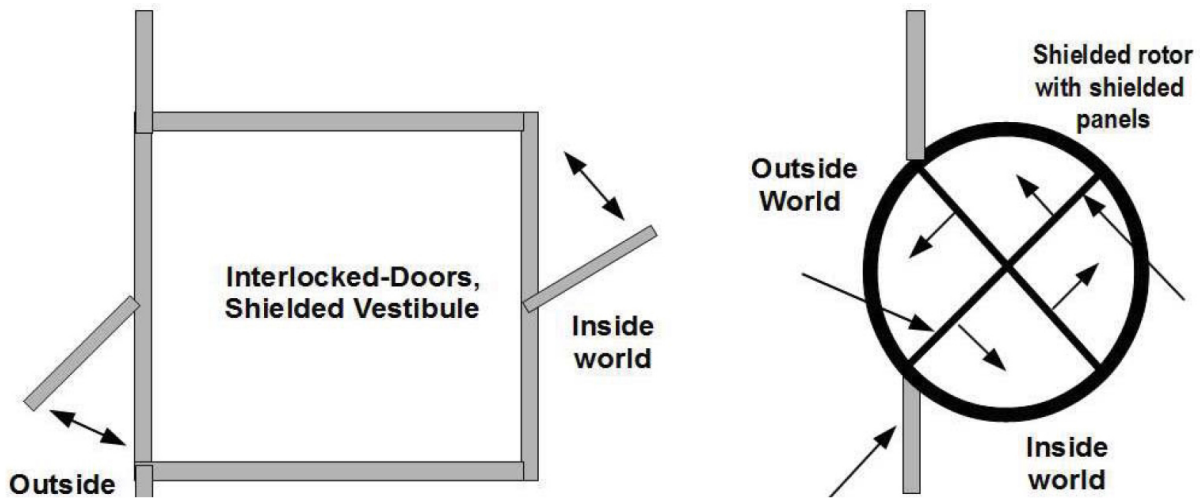 Interlocked-Doors,
Shielded Vestibule
Inside
world
Outside
Shielded rotor
with shielded
panels
Outside
World
Inside
world